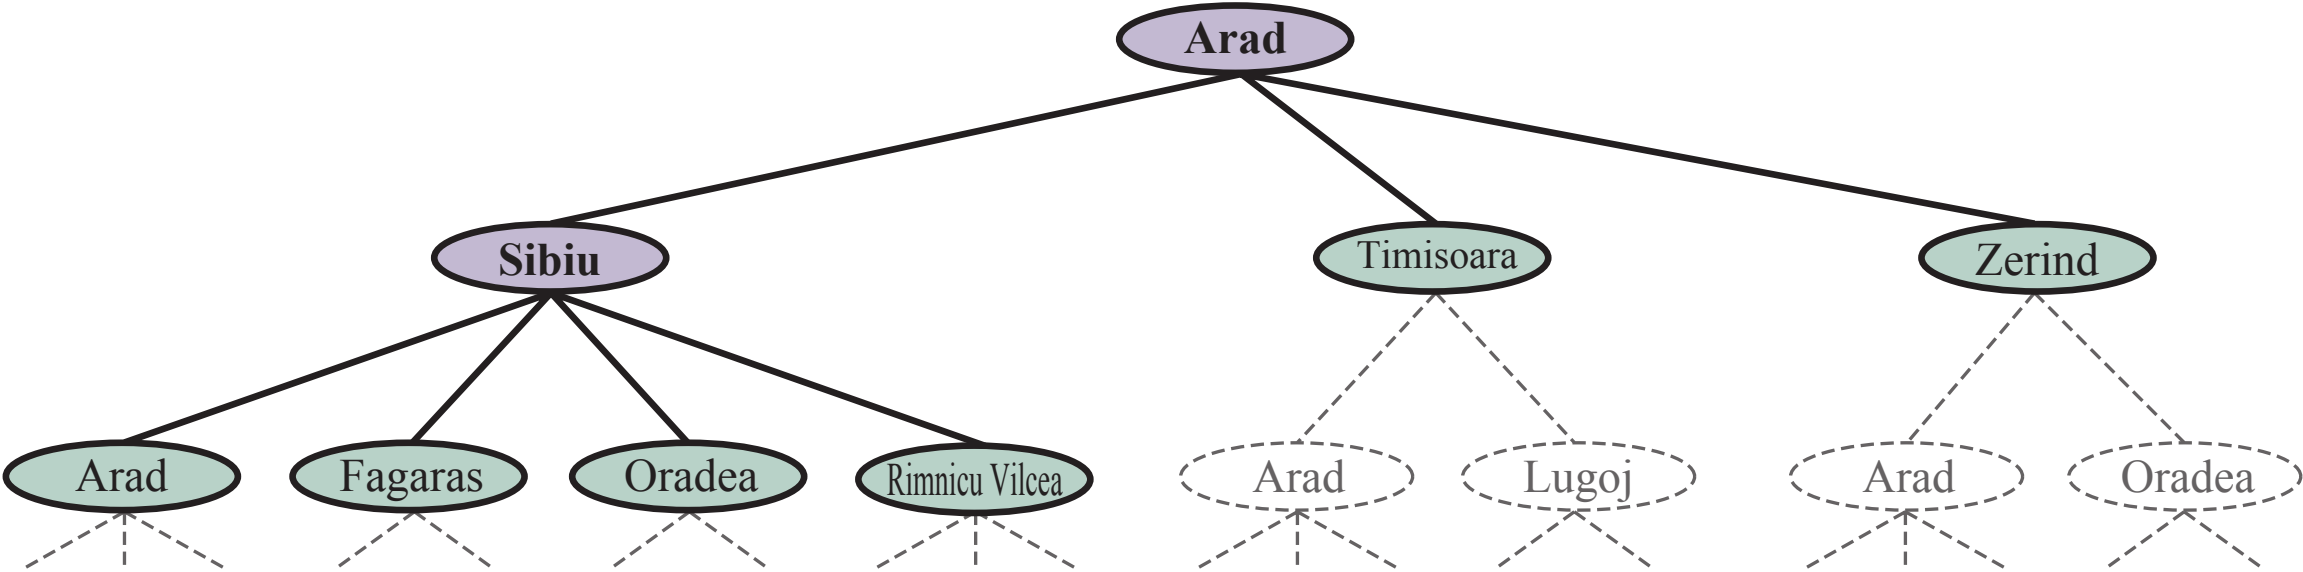 Arad
Sibiu
Timisoara
Zerind
Arad
Fagaras
Oradea
Rimnicu Vilcea
Arad
Lugoj
Arad
Oradea